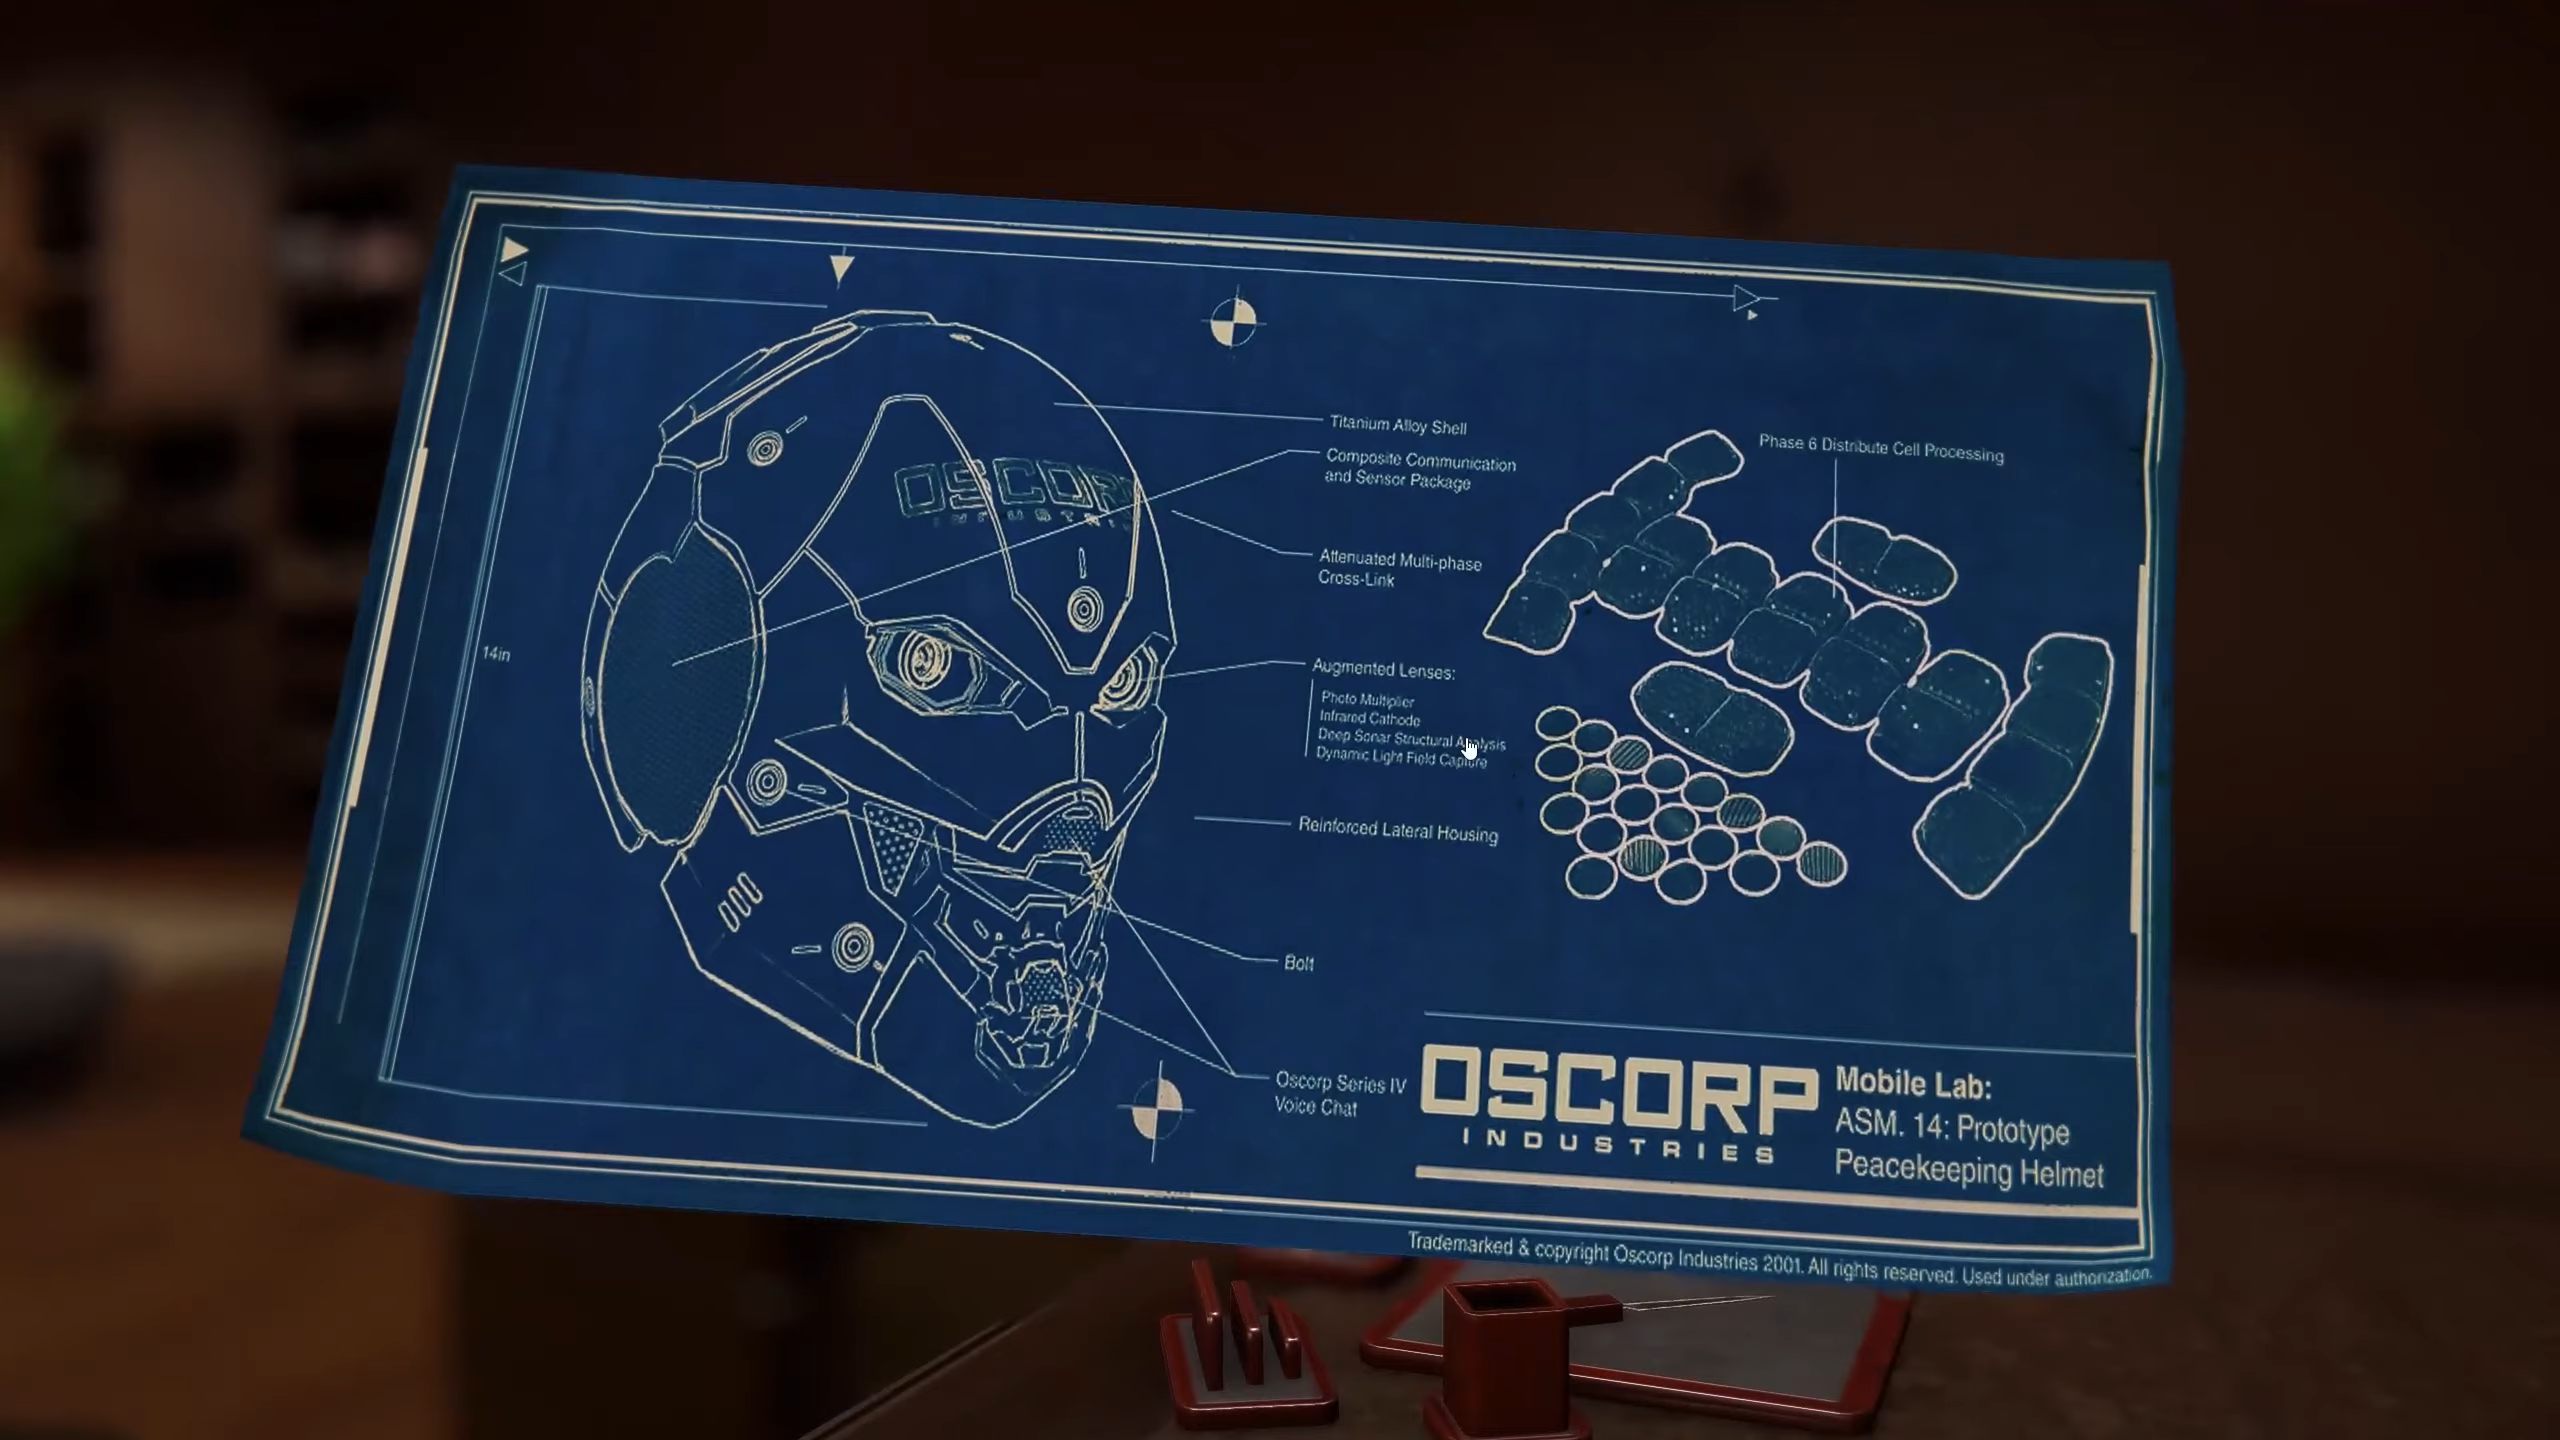 Titanium Alloy Shell
Composite Communication
and Sensor Package
Phase 6 Distribute Cell Processing
OSCORP
Attenuated Multi-phase
Cross-Link
14in
Augmented Lenses:
Photo Multiplier
Infrared Cathode
Deep Sonar Structural Analysis
Dynamic Light Field Capture
Reinforced Lateral Housing
Bolt
Oscorp Series IV
Voice Chat
OSCORP
INDUSTRIES
Mobile Lab:
ASM. 14: Prototype
Peacekeeping Helmet
Trademarked & copyright Oscorp Industries 2001. All rights reserved. Used under authorization.